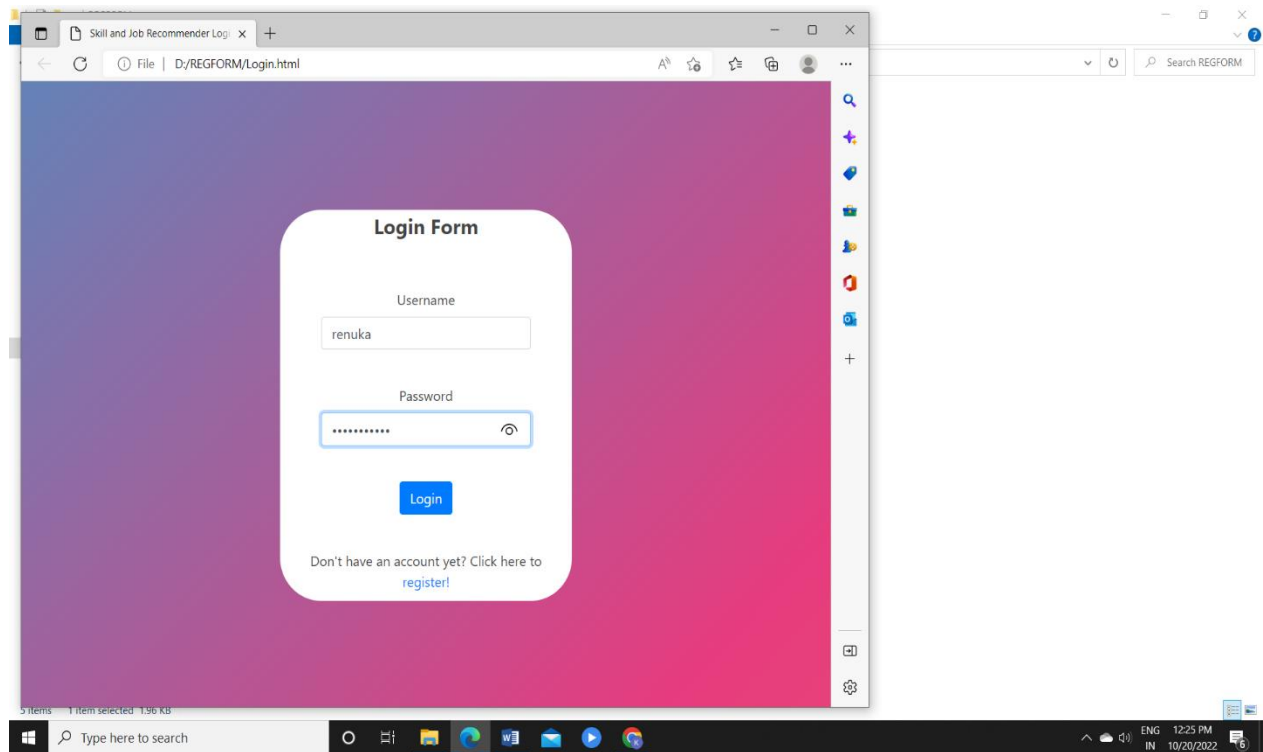 Skill and Job Recommender Logi
File | D:/REGFORM/Login.html
Search REGFORM
Login Form
Username
renuka
Password
•••••••••••
Login
Don't have an account yet? Click here to
register!
5 items 1 item selected 1.96 KB
Type here to search
ENG 12:25 PM
IN 10/20/2022
6